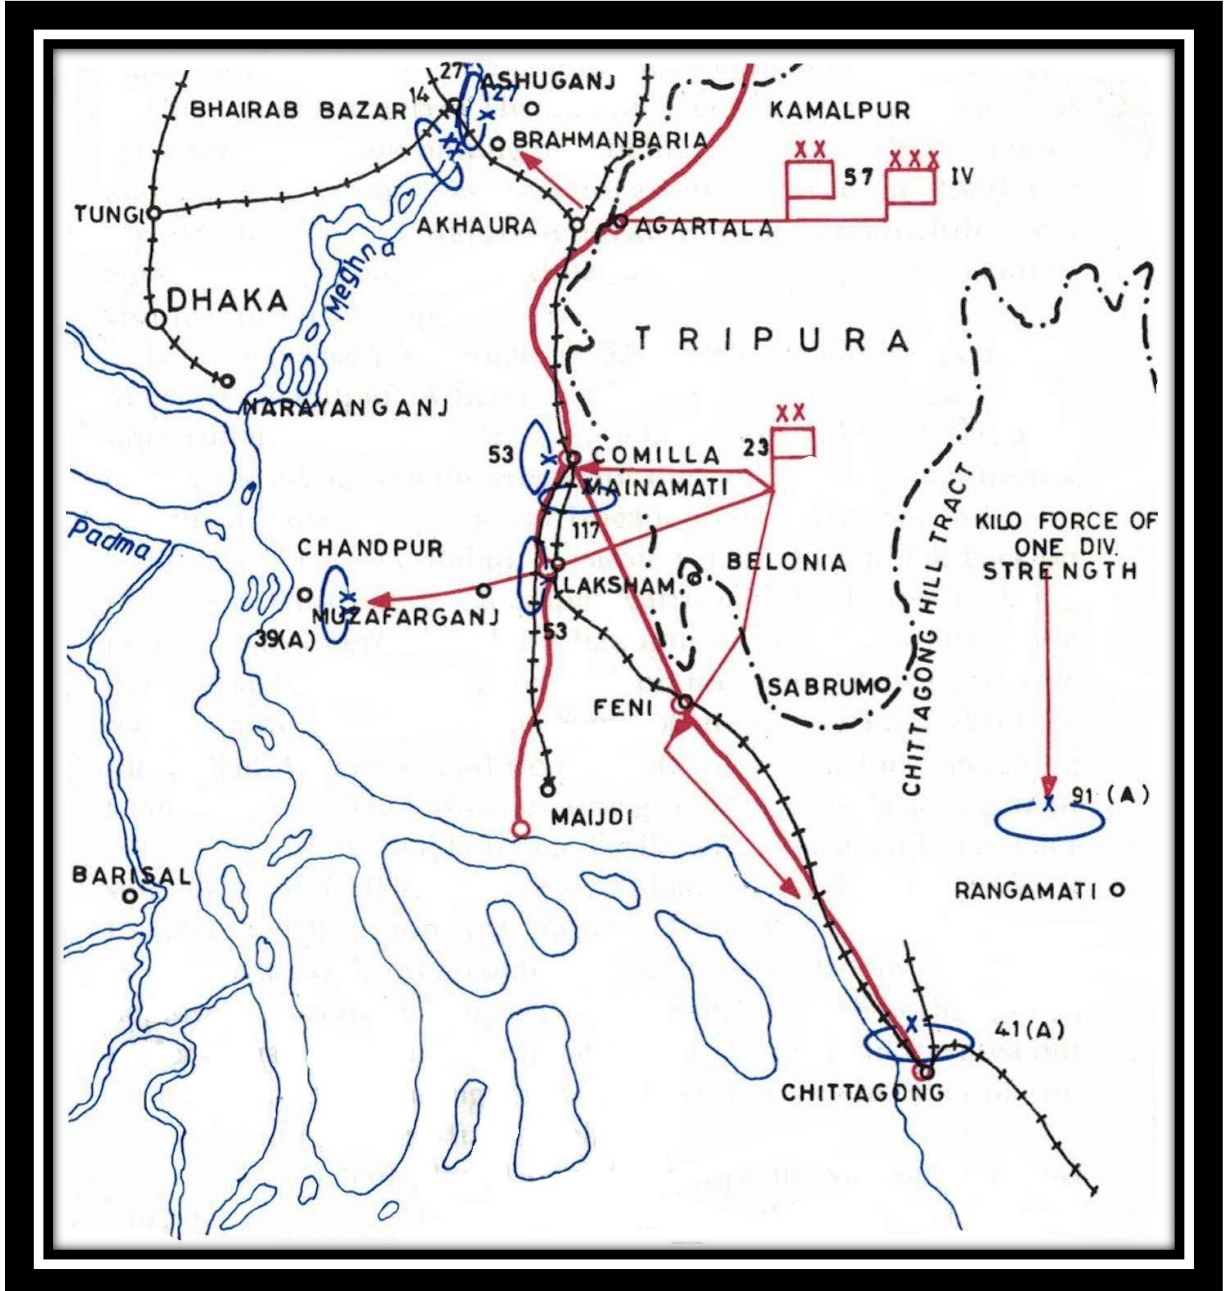 27
ASHUGANJ
BHAIRAB BAZAR
14
127
KAMALPUR
BRAHMANBARIA
XX
57
XXX
IV
TUNGI
AKHAURA
AGARTALA
Meghna
DHAKA
TRIPURA
NARAYANGANJ
XX
23
53
X
COMILLA
MAINAMATI
117
Padma
CHANDPUR
KILO FORCE OF
ONE DIV.
STRENGTH
BELONIA
LAKSHAM
MUZAFARGANJ
39(A)
53
CHITTAGONG HILL TRACT
SABRUM
FENI
X
91 (A)
MAIJDI
BARISAL
RANGAMATI
X
41(A)
CHITTAGONG